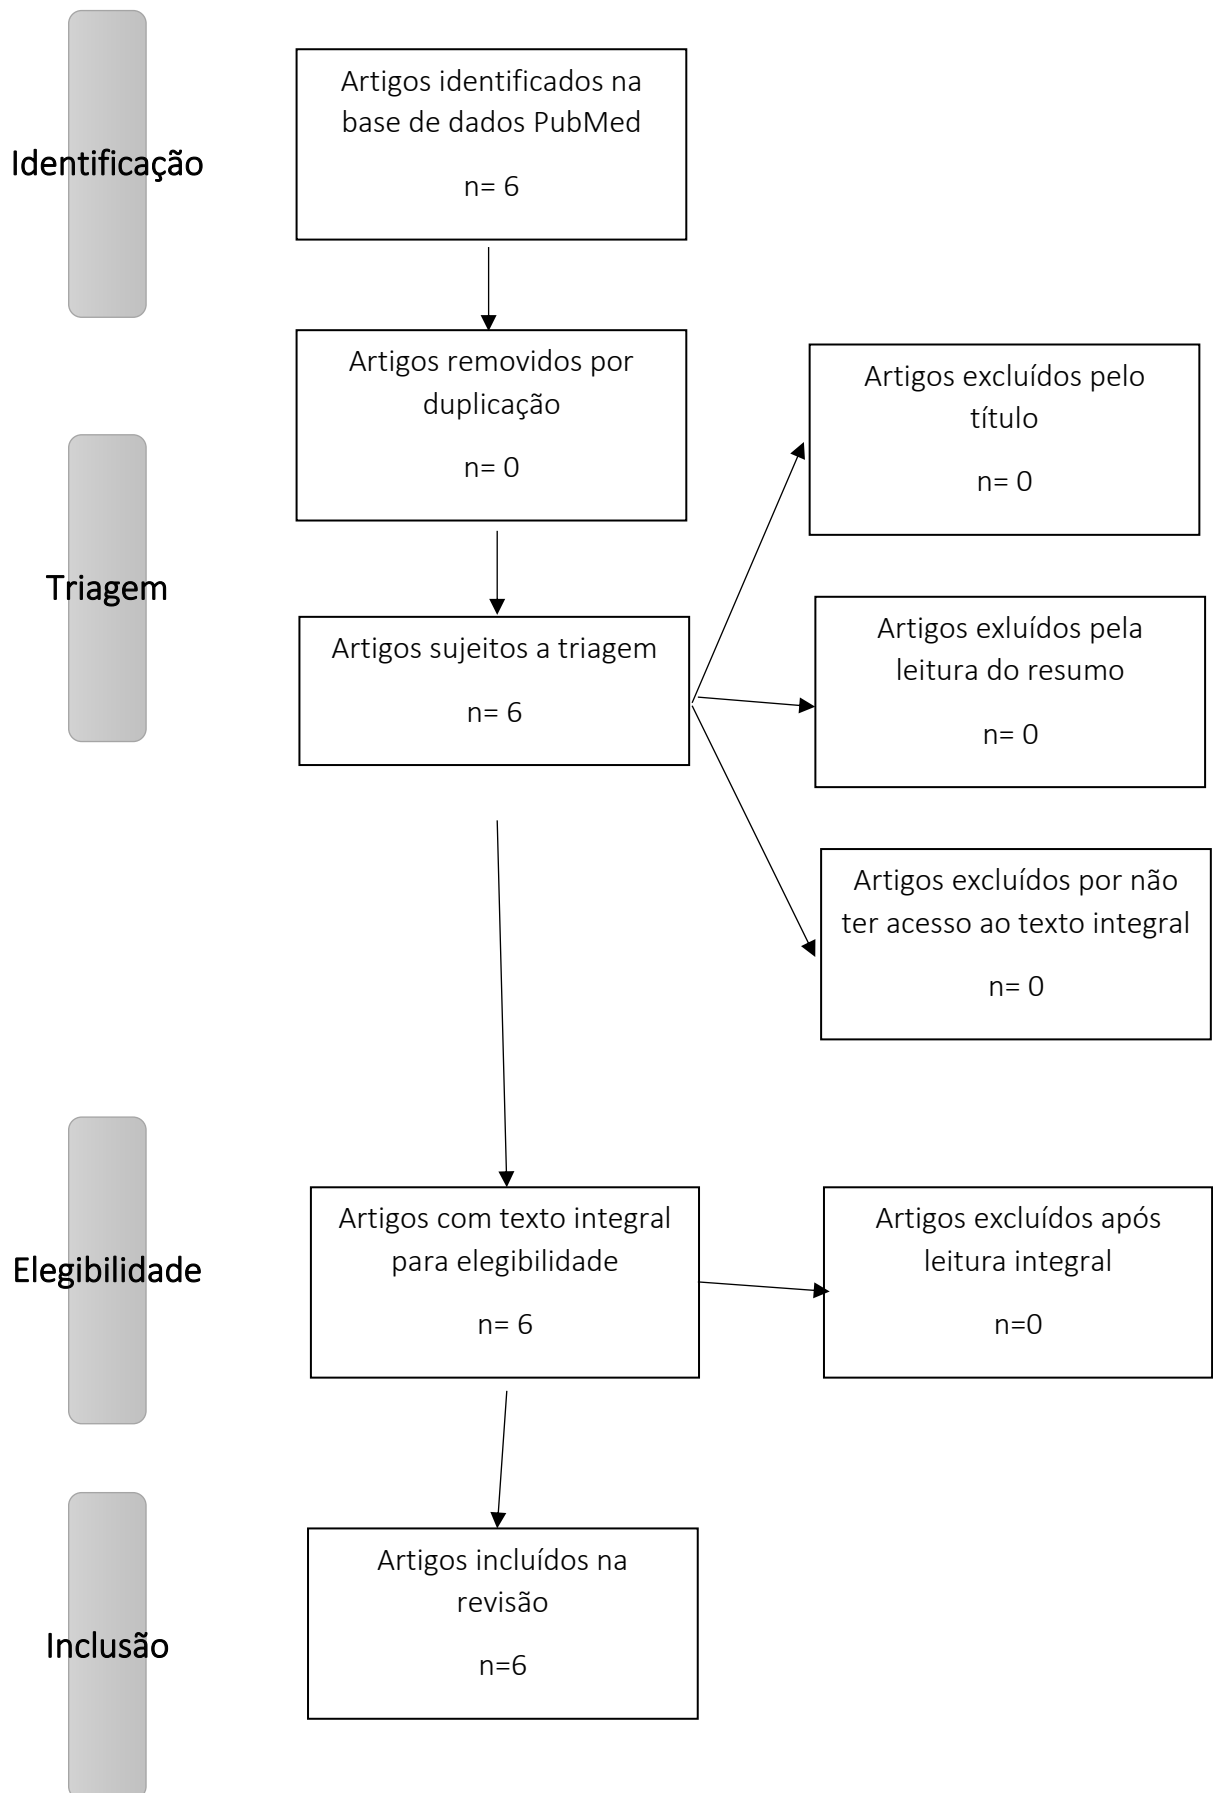 Identificação
Artigos identificados na
base de dados PubMed
n= 6
Triagem
Artigos removidos por
duplicação
n= 0
Artigos sujeitos a triagem
n= 6
Artigos excluídos pelo
título
n= 0
Artigos exluídos pela
leitura do resumo
n= 0
Artigos excluídos por não
ter acesso ao texto integral
n= 0
Elegibilidade
Artigos com texto integral
para elegibilidade
n= 6
Artigos excluídos após
leitura integral
n=0
Inclusão
Artigos incluídos na
revisão
n=6